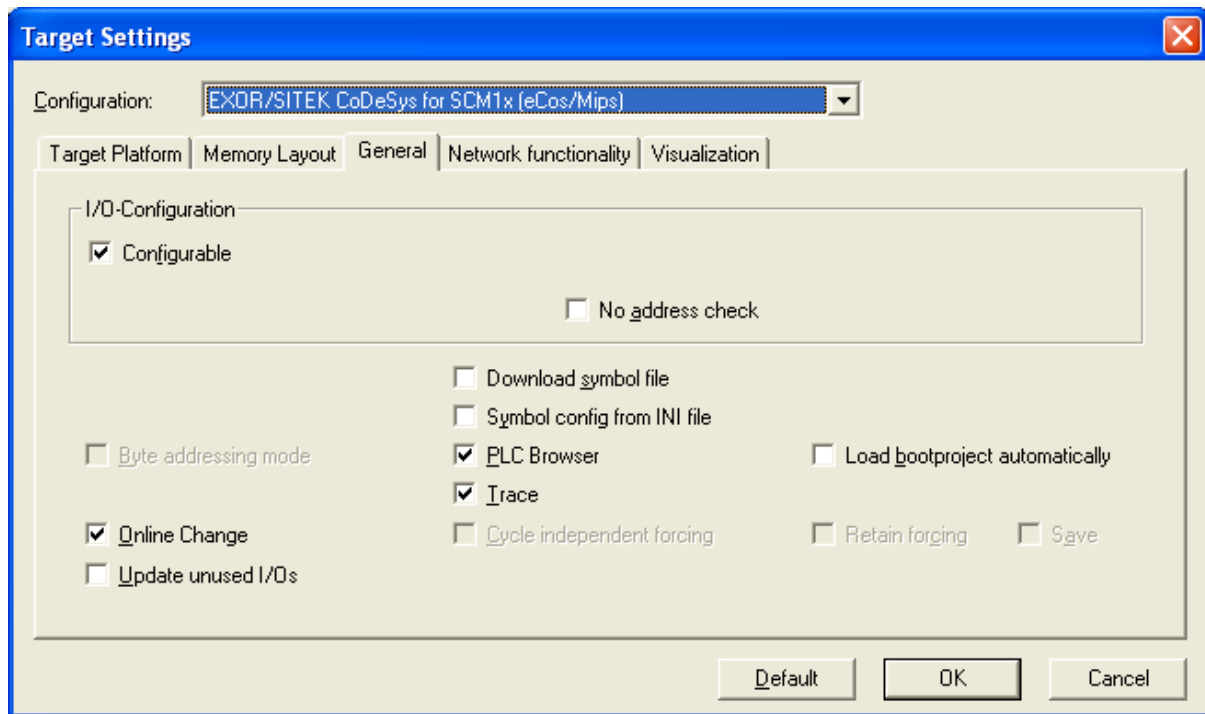 Target Settings
Configuration: EXOR/SITEK CoDeSys for SCM1x (eCos/Mips)
Target Platform Memory Layout General Network functionality Visualization
I/O-Configuration
Configurable
No address check
Download symbol file
Symbol config from INI file
Byte addressing mode PLC Browser Load bootproject automatically
Trace
Online Change Cycle independent forcing Retain forcing Save
Update unused I/Os
Default OK Cancel